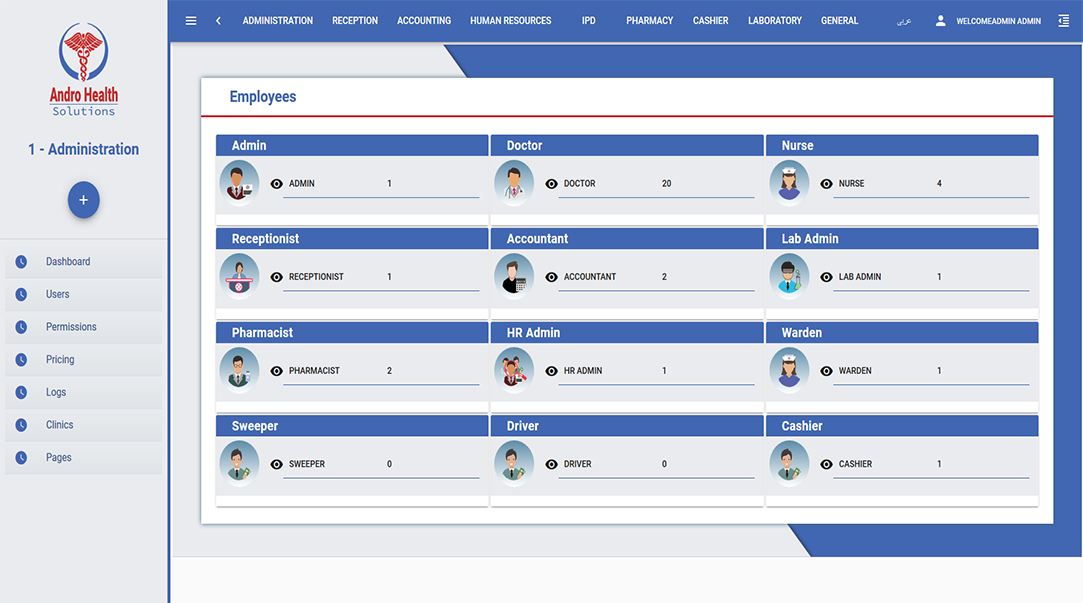 ADMINISTRATION RECEPTION ACCOUNTING HUMAN RESOURCES IPD PHARMACY CASHIER LABORATORY GENERAL عربى WELCOMEADMIN ADMIN
Andro Health
Solutions
1 - Administration
+
Dashboard
Users
Permissions
Pricing
Logs
Clinics
Pages
Employees
Admin Doctor Nurse
ADMIN 1 DOCTOR 20 NURSE 4
Receptionist Accountant Lab Admin
RECEPTIONIST 1 ACCOUNTANT 2 LAB ADMIN 1
Pharmacist HR Admin Warden
PHARMACIST 2 HR ADMIN 1 WARDEN 1
Sweeper Driver Cashier
SWEEPER 0 DRIVER 0 CASHIER 1